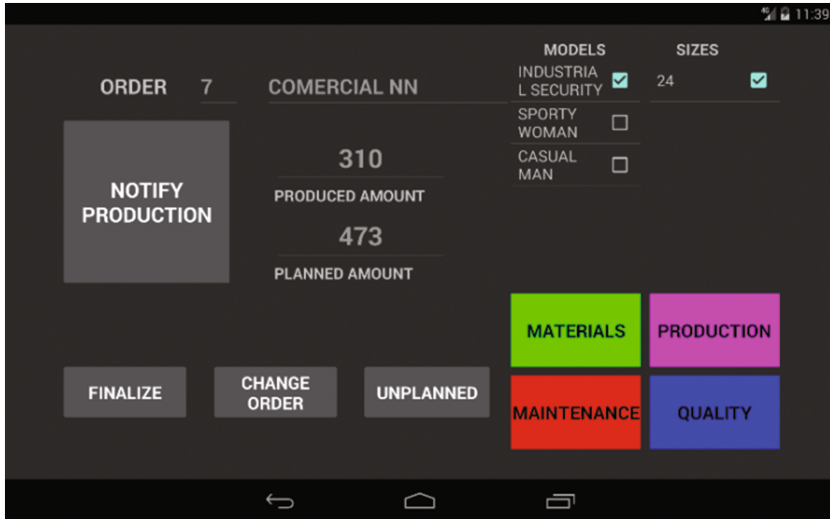 4G 11:39
MODELS SIZES
ORDER 7 COMERCIAL NN
INDUSTRIA
L SECURITY
24
SPORTY
WOMAN
CASUAL
MAN
NOTIFY
PRODUCTION
310
PRODUCED AMOUNT
473
PLANNED AMOUNT
MATERIALS PRODUCTION
FINALIZE
CHANGE
ORDER
UNPLANNED
MAINTENANCE QUALITY